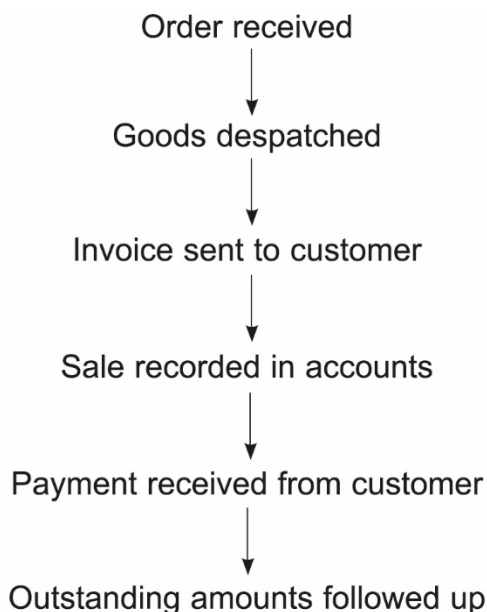 Order received
Goods despatched
Invoice sent to customer
Sale recorded in accounts
Payment received from customer
Outstanding amounts followed up